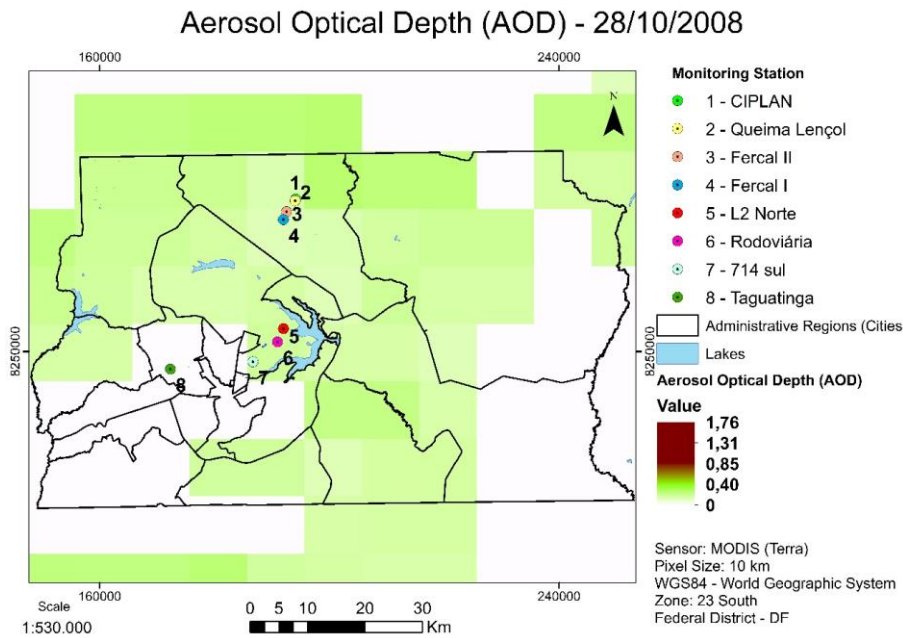 Aerosol Optical Depth (AOD) - 28/10/2008
160000
240000
N
Monitoring Station
1 - CIPLAN
2 - Queima Lençol
3 - Fercal II
4 - Fercal I
5 - L2 Norte
6 - Rodoviária
7 - 714 sul
8 - Taguatinga
Administrative Regions (Cities
Lakes
Aerosol Optical Depth (AOD)
Value
1,76
1,31
0,85
0,40
0
1
2
3
4
5
6
7
8
8250000
8250000
160000
240000
Scale
1:530.000
0 5 10 20 30
Km
Sensor: MODIS (Terra)
Pixel Size: 10 km
WGS84 - World Geographic System
Zone: 23 South
Federal District - DF